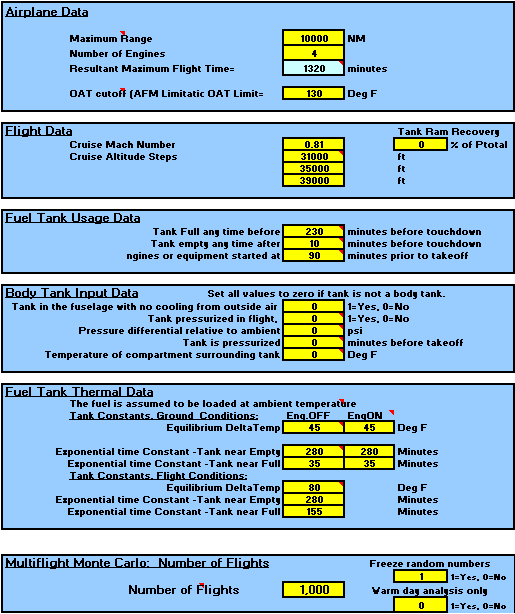 Airplane Data
Maximum Range 10000 NM
Number of Engines 4
Resultant Maximum Flight Time= 1320 minutes
OAT cutoff (AFM Limitatic OAT Limit= 130 Deg F
Flight Data Tank Ram Recovery
Cruise Mach Number 0.81 0 % of Ptotal
Cruise Altitude Steps 31000 ft
35000 ft
39000 ft
Fuel Tank Usage Data
Tank Full any time before 230 minutes before touchdown
Tank empty any time after 10 minutes before touchdown
ngines or equipment started at 90 minutes prior to takeoff
Body Tank Input Data Set all values to zero if tank is not a body tank.
Tank in the fuselage with no cooling from outside air 0 1=Yes, 0=No
Tank pressurized in flight, 0 1=Yes, 0=No
Pressure differential relative to ambient 0 psi
Tank is pressurized 0 minutes before takeoff
Temperature of compartment surrounding tank 0 Deg F
Fuel Tank Thermal Data
The fuel is assumed to be loaded at ambient temperature
Tank Constants, Ground Conditions: Eng.OFF EngON
Equilibrium DeltaTemp 45 45 Deg F
Exponential time Constant -Tank near Empty 280 280 Minutes
Exponential time Constant -Tank near Full 35 35 Minutes
Tank Constants, Flight Conditions:
Equilibrium DeltaTemp 80 Deg F
Exponential time Constant -Tank near Empty 280 Minutes
Exponential time Constant -Tank near Full 155 Minutes
Multiflight Monte Carlo: Number of Flights Freeze random numbers
1 1=Yes, 0=No
Number of Flights 1,000 Warm day analysis only
0 1=Yes, 0=No